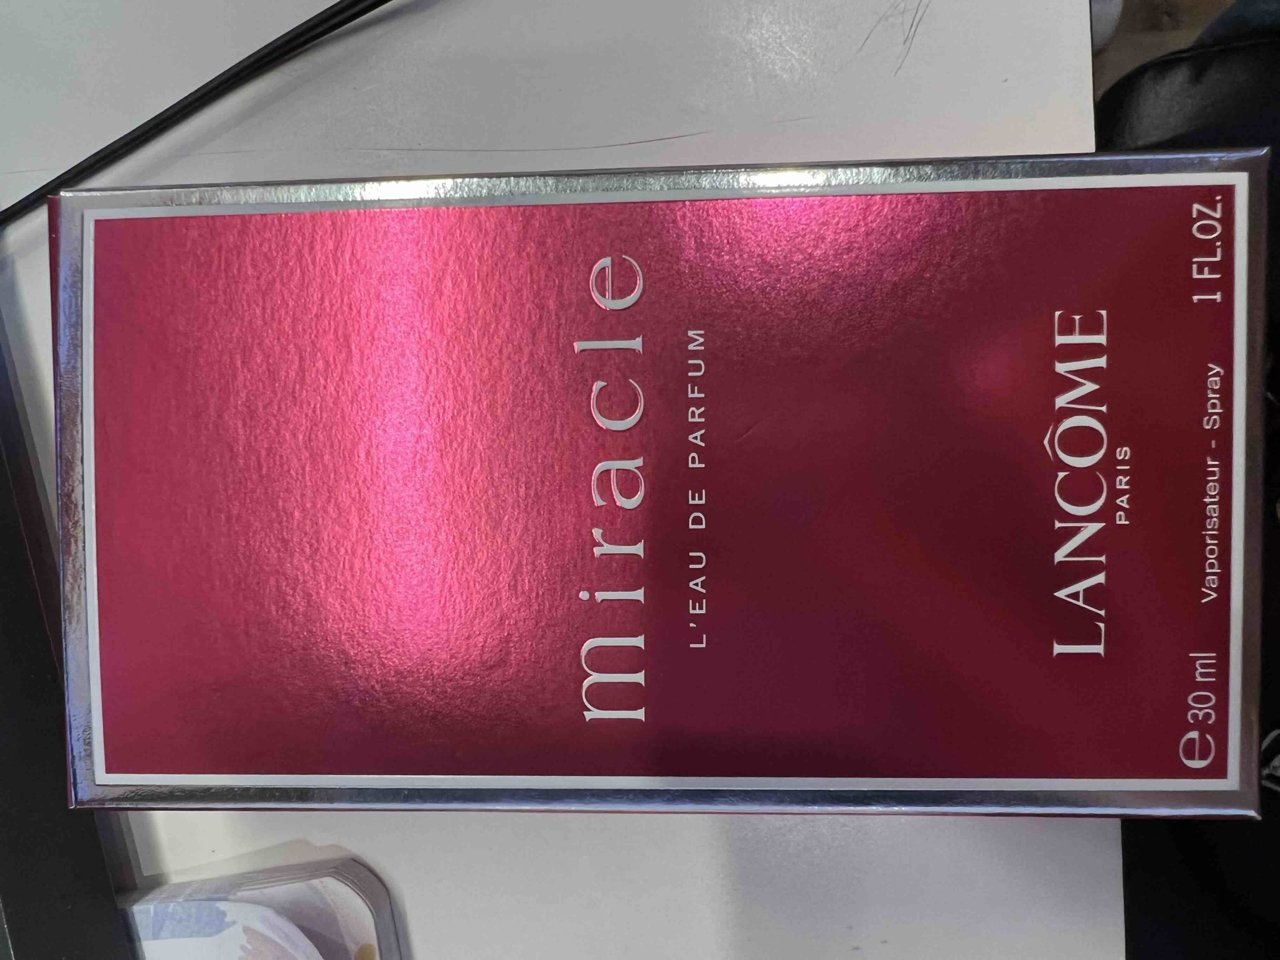 miracle
L'EAU DE PARFUM
LANCÔME
PARIS
e 30 ml Vaporisateur - Spray 1 FL.OZ.